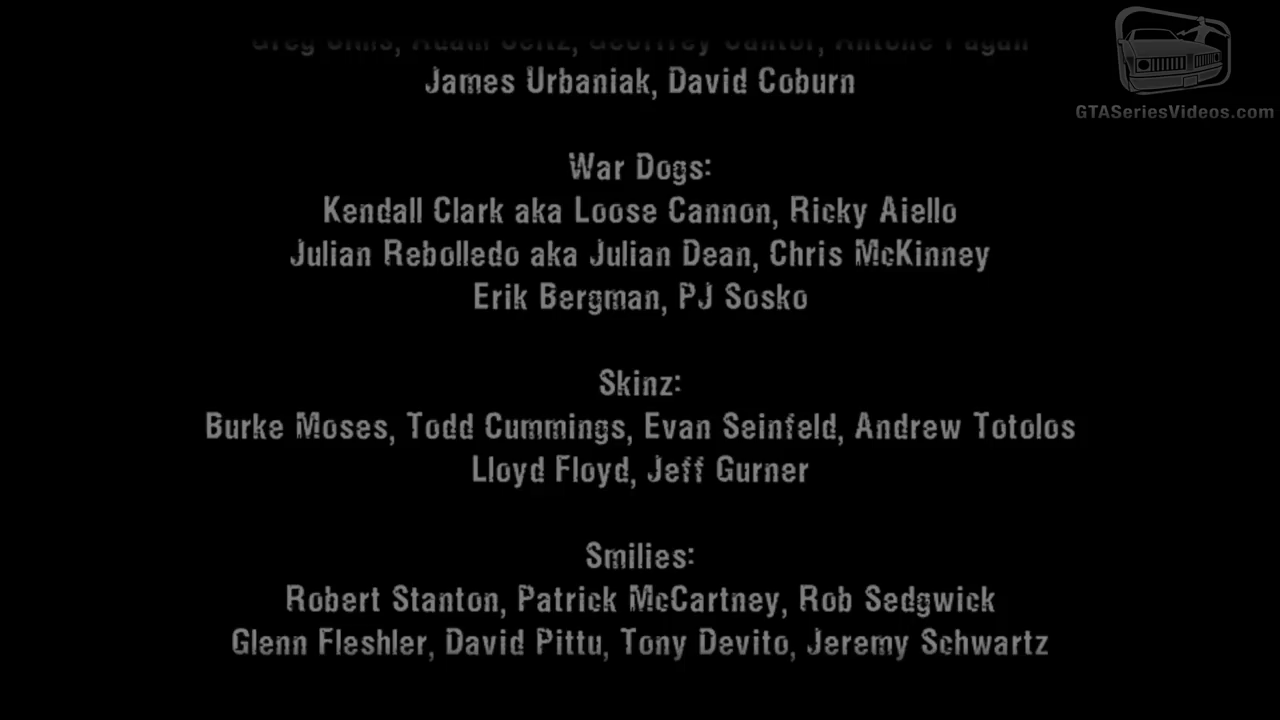 James Urbaniak, David Coburn
GTASeriesVideos.com
War Dogs:
Kendall Clark aka Loose Cannon, Ricky Aiello
Julian Rebolledo aka Julian Dean, Chris McKinney
Erik Bergman, PJ Sosko
Skinz:
Burke Moses, Todd Cummings, Evan Seinfeld, Andrew Totolos
Lloyd Floyd, Jeff Gurner
Smilies:
Robert Stanton, Patrick McCartney, Rob Sedgwick
Glenn Fleshler, David Pittu, Tony Devito, Jeremy Schwartz